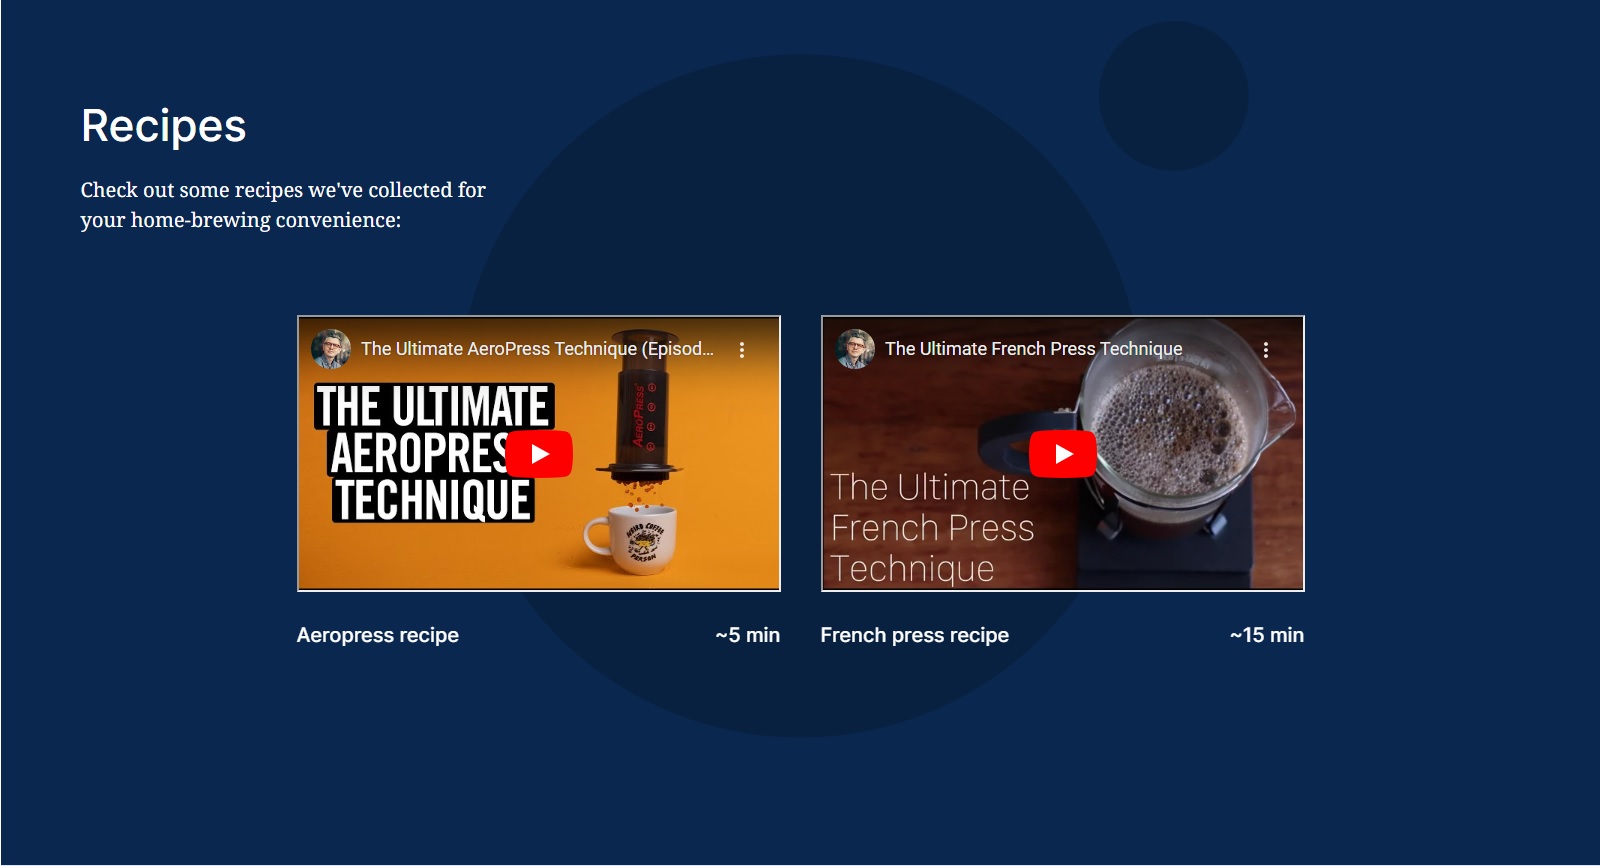 Recipes
Check out some recipes we've collected for
your home-brewing convenience:
The Ultimate AeroPress Technique (Episod...
THE ULTIMATE
AEROPRES
TECHNIQUE
AEROPRESS
WEIRD COFFEE
PERSON
Aeropress recipe
~5 min
The Ultimate French Press Technique
The Ultimate
French Press
Technique
French press recipe
~15 min